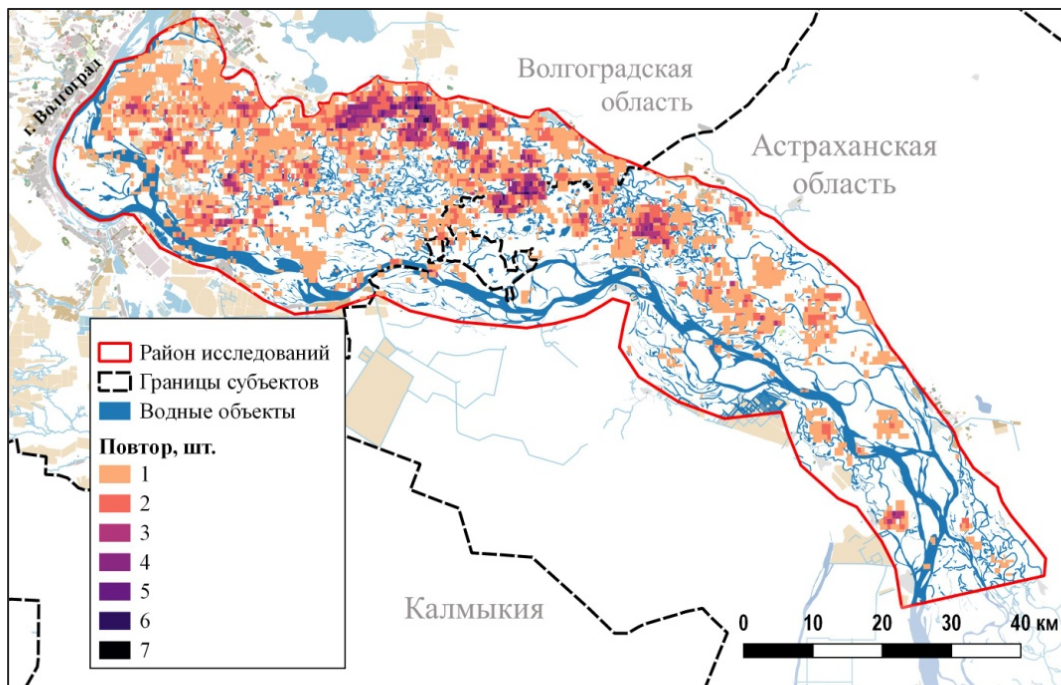 г. Волгоград
Волгоградская
область
Астраханская
область
Район исследований
Границы субъектов
Водные объекты
Повтор, шт.
1
2
3
4
5
6
7
Калмыкия
0 10 20 30 40 км